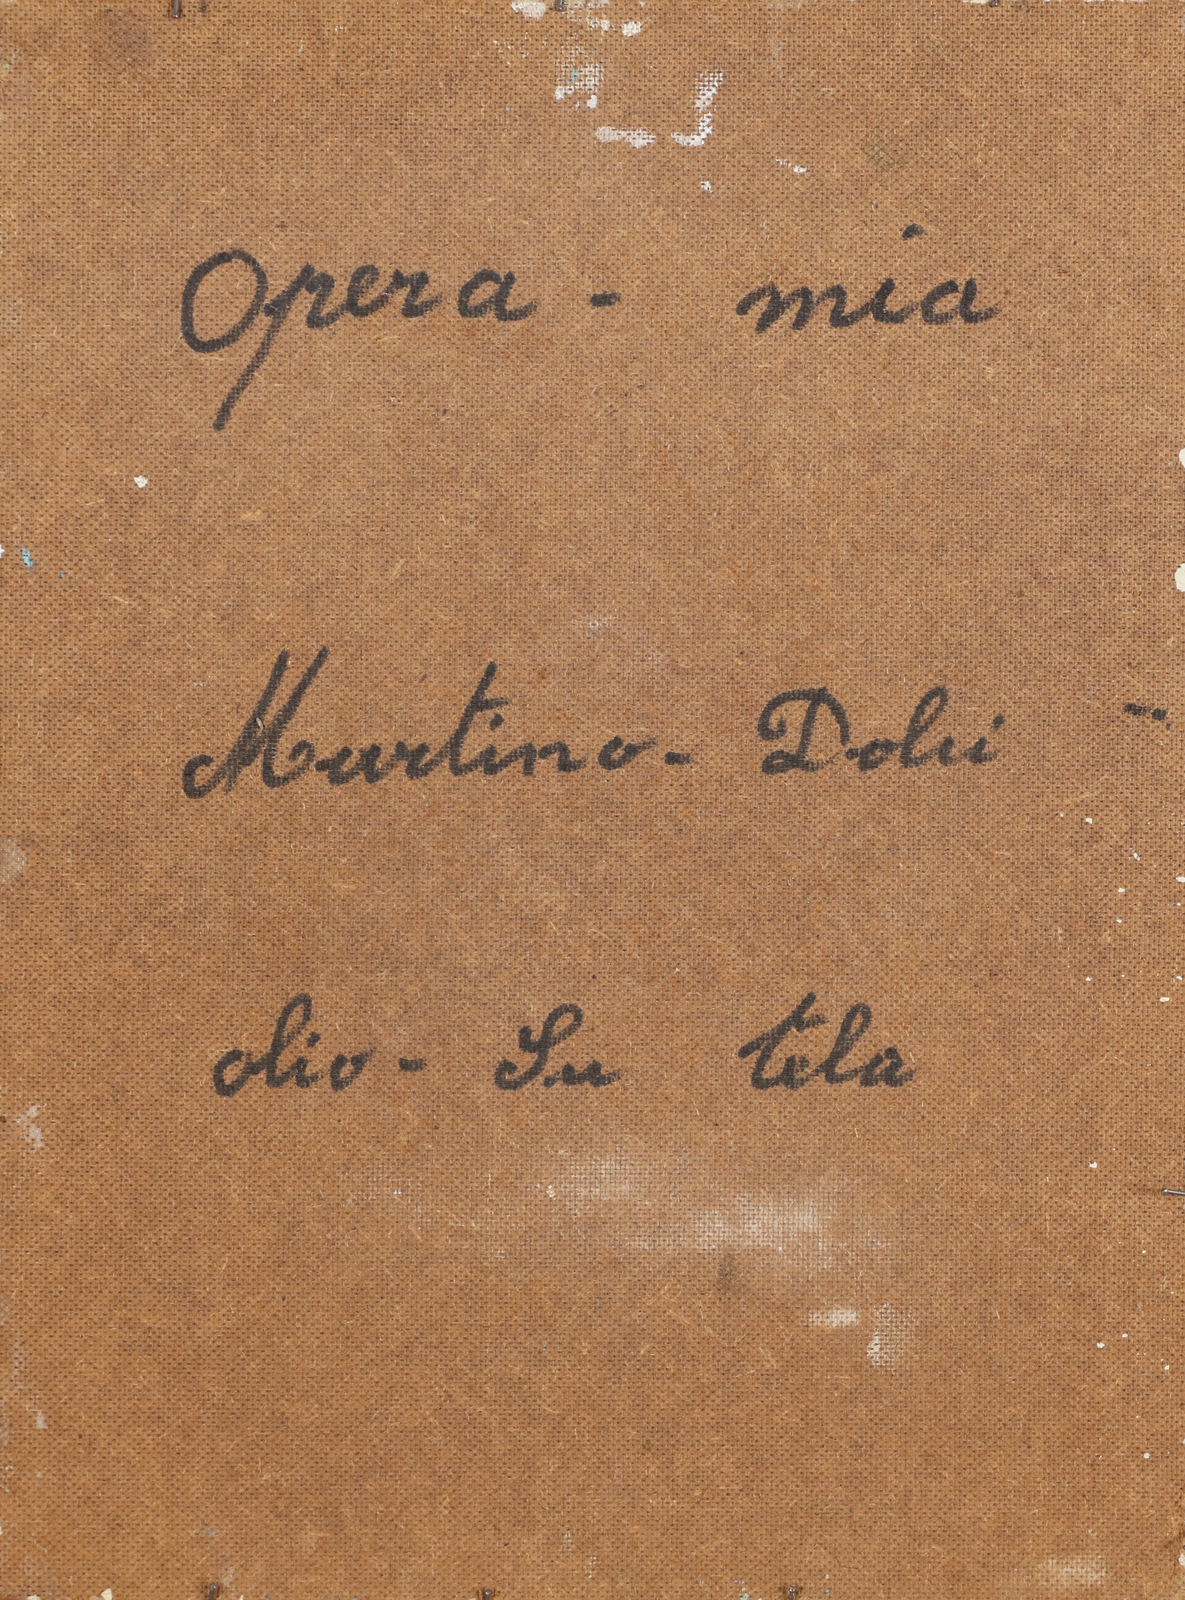 Opera - mia
Martino - Dolci
olio - Su tela